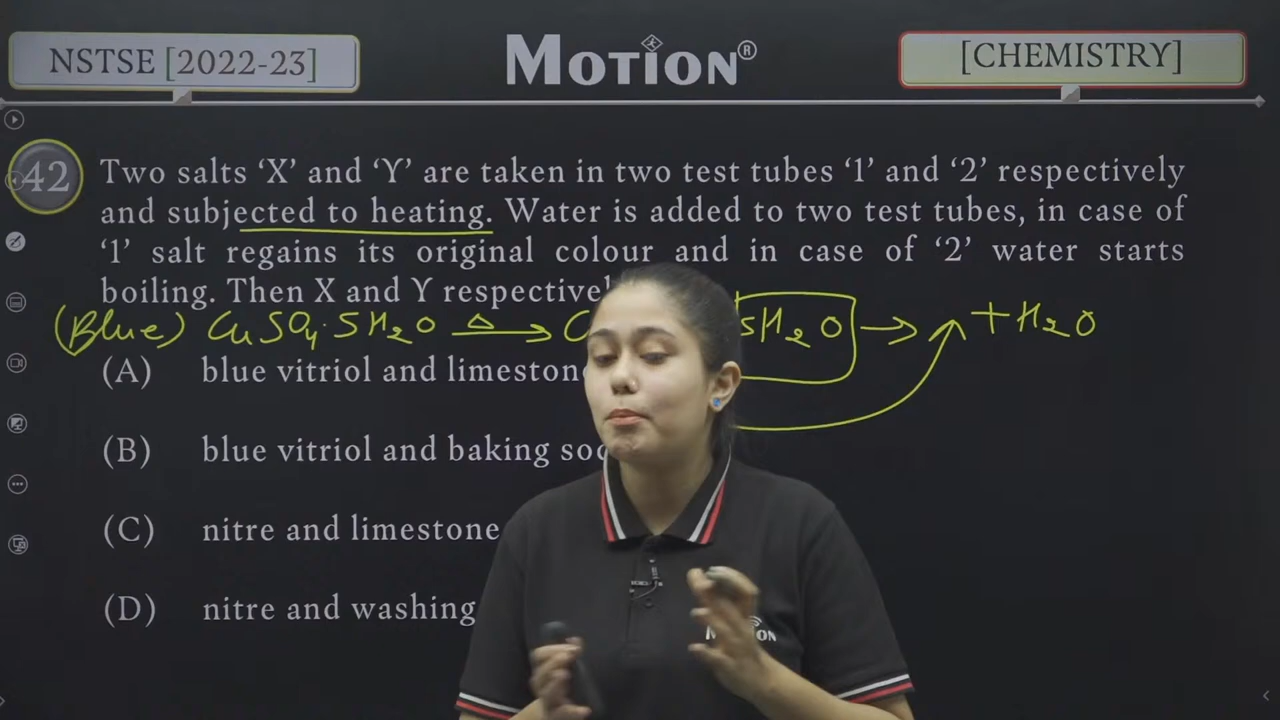 NSTSE [2022-23]
MOTION®
[CHEMISTRY]
42
Two salts ‘X’ and ‘Y’ are taken in two test tubes ‘1’ and ‘2’ respectively
and subjected to heating. Water is added to two test tubes, in case of
‘1’ salt regains its original colour and in case of ‘2’ water starts
boiling. Then X and Y
(Blue) CuSO4·5H2O Δ→ 5H2O → + H2O
(A) blue vitriol and
(B) blue vitriol and baking
(C) nitre and limestone
(D) nitre and washing